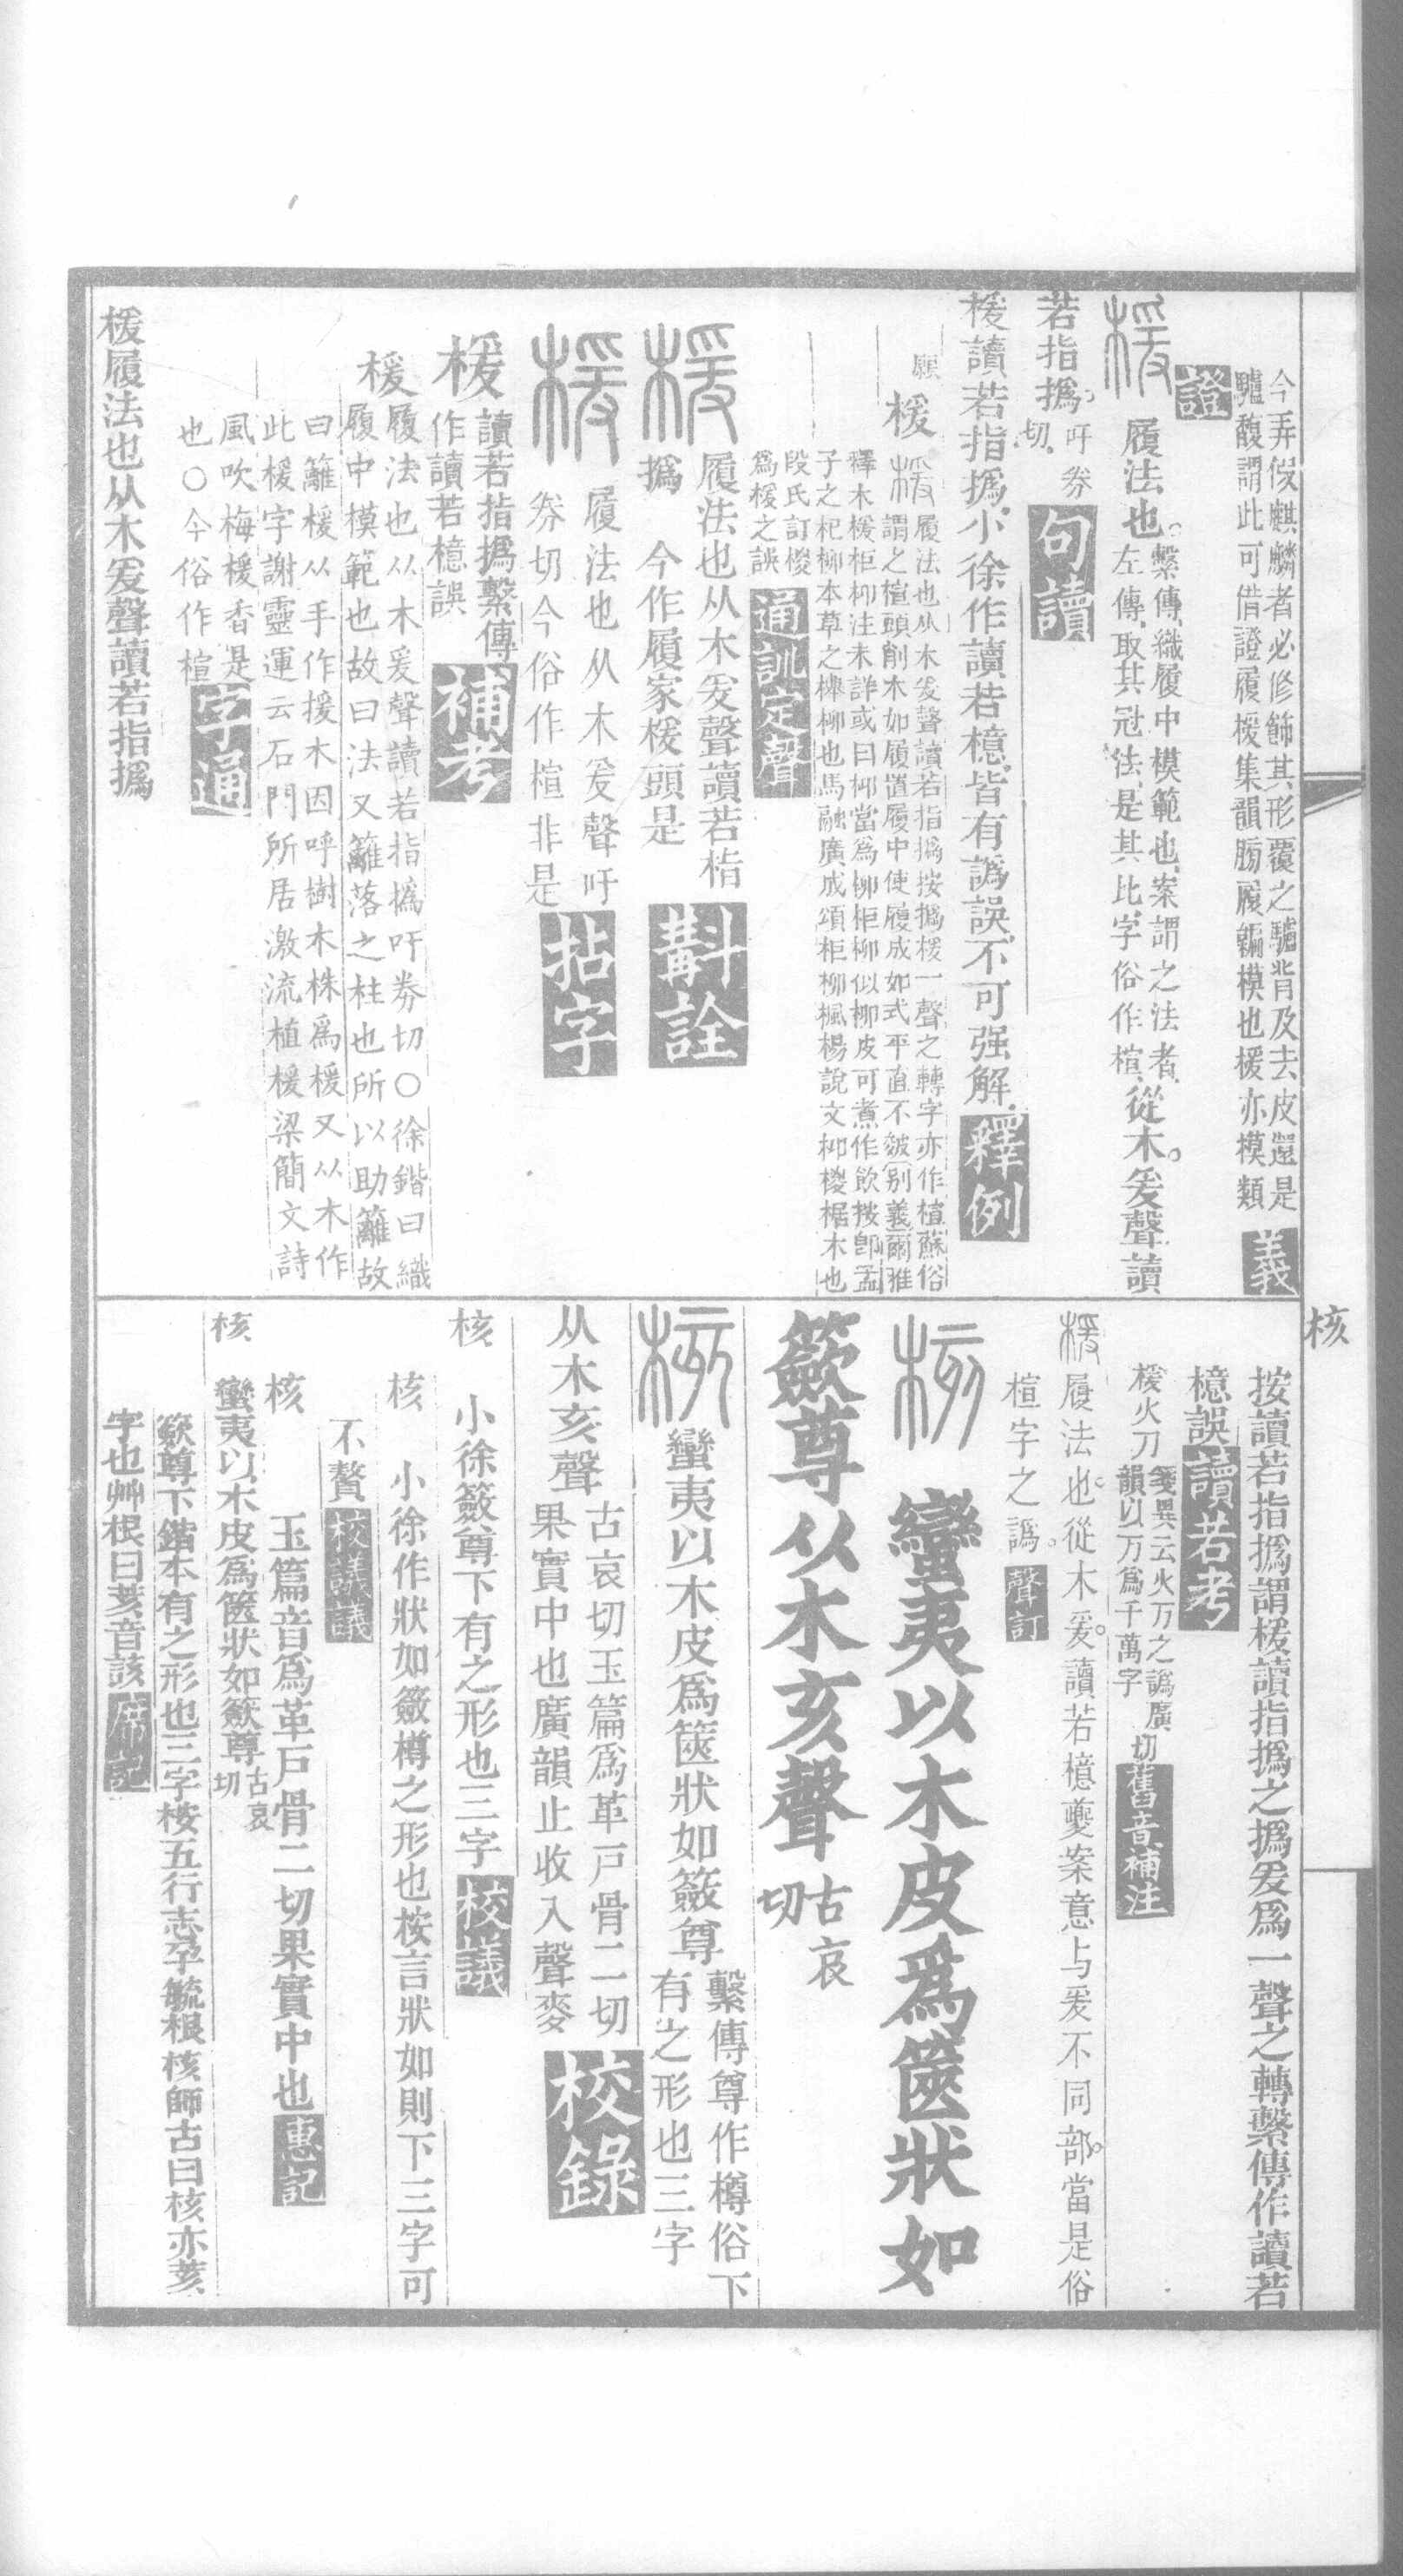 今弄假麒麟者必修飾其形覆之驢背及去皮還是
驢馥謂此可借證履楥集韻胯履鞴模也楥亦模類
義
證
楥
履法也。
繫傳、織履中模範也、案謂之法者、
左傳、取其冠法、是其比、字俗作楦、
從木。爰聲、讀
若指撝。
吁券
切、
句讀
楥讀若指撝、小徐作讀若檍、皆有譌誤、不可强解、
釋例
楥
楥履法也从木爰聲讀若指撝按撝楥一聲之轉字亦作楦蘇俗
謂之楦頭削木如履置履中使履成如式平直不皴別義爾雅
釋木楥柜桺注未詳或曰桺當爲柳柜柳似柳皮可煮作飲按卽孟
子之杞柳本草之櫸柳也馬融廣成頌柜柳楓楊說文桺椶椐木也
段氏訂椶
爲楥之誤
通訓定聲
楥
履法也从木爰聲讀若楷
撝　今作履家楥頭是
斠詮
楥
履法也从木爰聲吁
券切今俗作楦非是
拈字
楥
讀若指撝繫傳
作讀若檍誤
補考
楥
履法也从木爰聲讀若指撝吁券切○徐鍇曰織
履中模範也故曰法又籬落之柱也所以助籬故
曰籬楥从手作援木因呼樹木株爲楥又从木作
此楥字謝靈運云石門所居激流植楥梁簡文詩
風吹梅楥香是
也○今俗作楦
字通
楥履法也从木爰聲讀若指撝
核
按讀若指撝謂楥讀指撝之撝爰爲一聲之轉繫傳作讀若
檍誤
讀若考
楥火刀
箋異云火万之譌廣
韻以万爲千萬字
切
舊音補注
楥履法也。從木。爰。讀若檍夔案意与爰不同部。當是俗
楦字之譌。
聲訂
核
蠻夷以木皮爲篋狀如
籨尊从木亥聲
古哀
切
核
蠻夷以木皮爲篋狀如籢尊
繫傳尊作樽俗下
有之形也三字
从木亥聲
古哀切玉篇爲革戸骨二切
果實中也廣韻止收入聲麥
校錄
核
小徐籢尊下有之形也三字
校議
核
小徐作狀如籢樽之形也桉言狀如則下三字可
不贅
校議議
核
玉篇音爲革戸骨二切果實中也
惠記
核
蠻夷以木皮爲篋狀如籢尊
古哀
切
籢尊下鍇本有之形也三字桉五行志孕毓根核師古曰核亦荄
字也艸根曰荄音該
席記